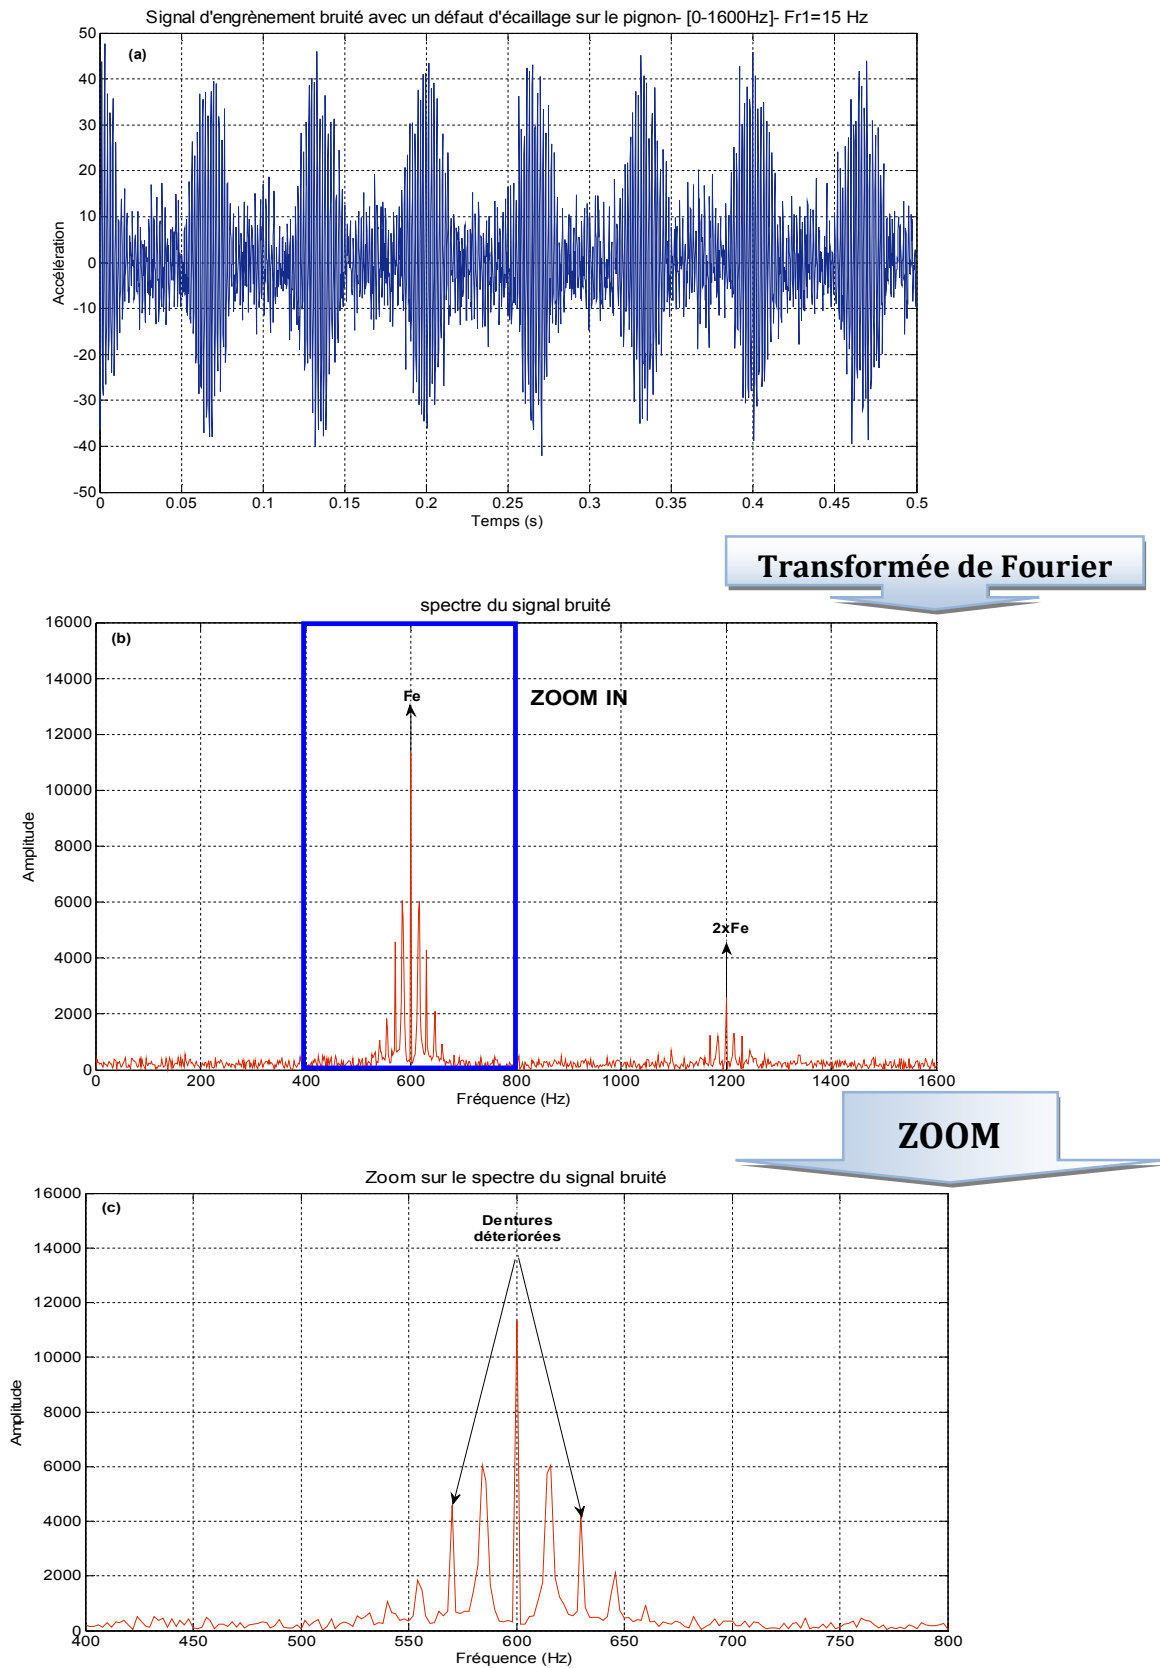 Signal d'engrènement bruité avec un défaut d'écaillage sur le pignon- [0-1600Hz]- Fr1=15 Hz
(a)
50
40
30
20
10
0
-10
-20
-30
-40
-50
Accélération
0 0.05 0.1 0.15 0.2 0.25 0.3 0.35 0.4 0.45 0.5
Temps (s)
Transformée de Fourier
spectre du signal bruité
(b)
16000
14000
12000
10000
8000
6000
4000
2000
0
Amplitude
Fe
ZOOM IN
2xFe
0 200 400 600 800 1000 1200 1400 1600
Fréquence (Hz)
ZOOM
Zoom sur le spectre du signal bruité
(c)
16000
14000
12000
10000
8000
6000
4000
2000
0
Amplitude
Dentures
déteriorées
400 450 500 550 600 650 700 750 800
Fréquence (Hz)